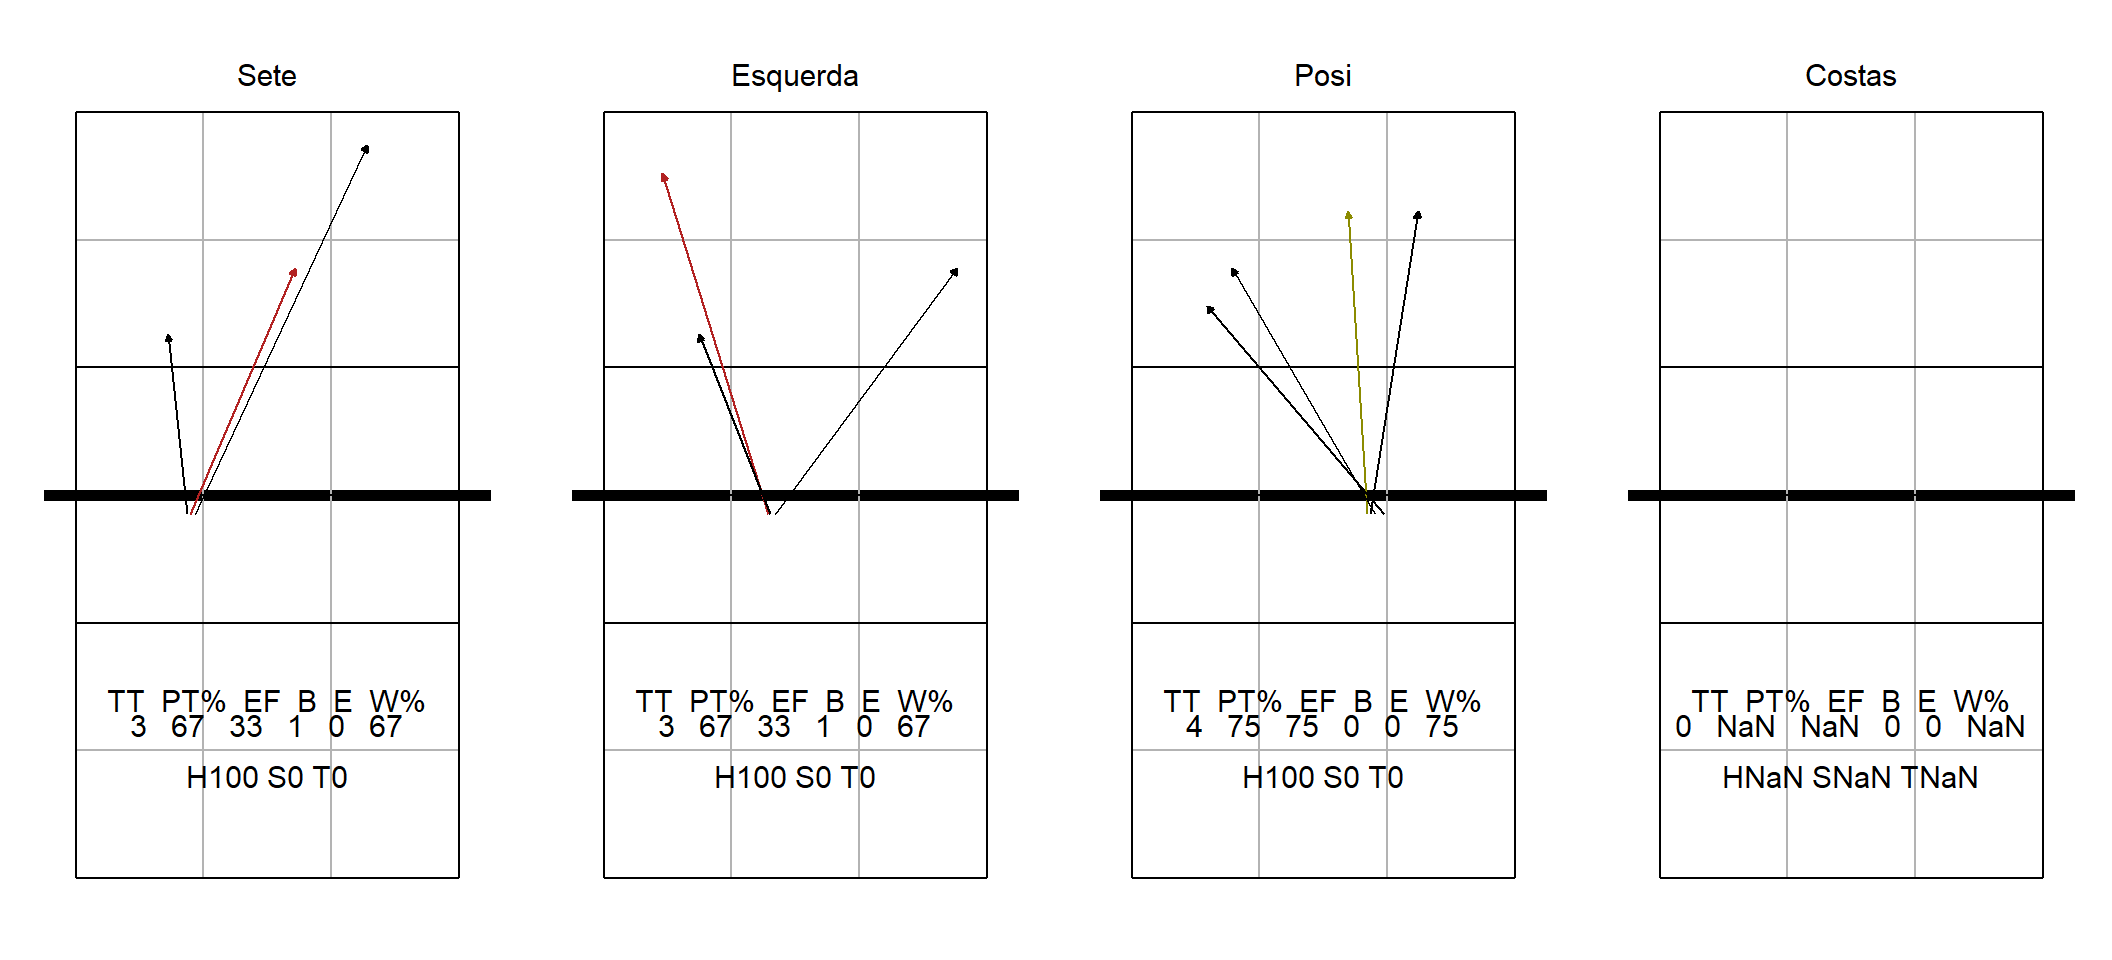 Sete
TT PT% EF B E W%
3 67 33 1 0 67
H100 S0 T0
Esquerda
TT PT% EF B E W%
3 67 33 1 0 67
H100 S0 T0
Posi
TT PT% EF B E W%
4 75 75 0 0 75
H100 S0 T0
Costas
TT PT% EF B E W%
0 NaN NaN 0 0 NaN
HNaN SNaN TNaN